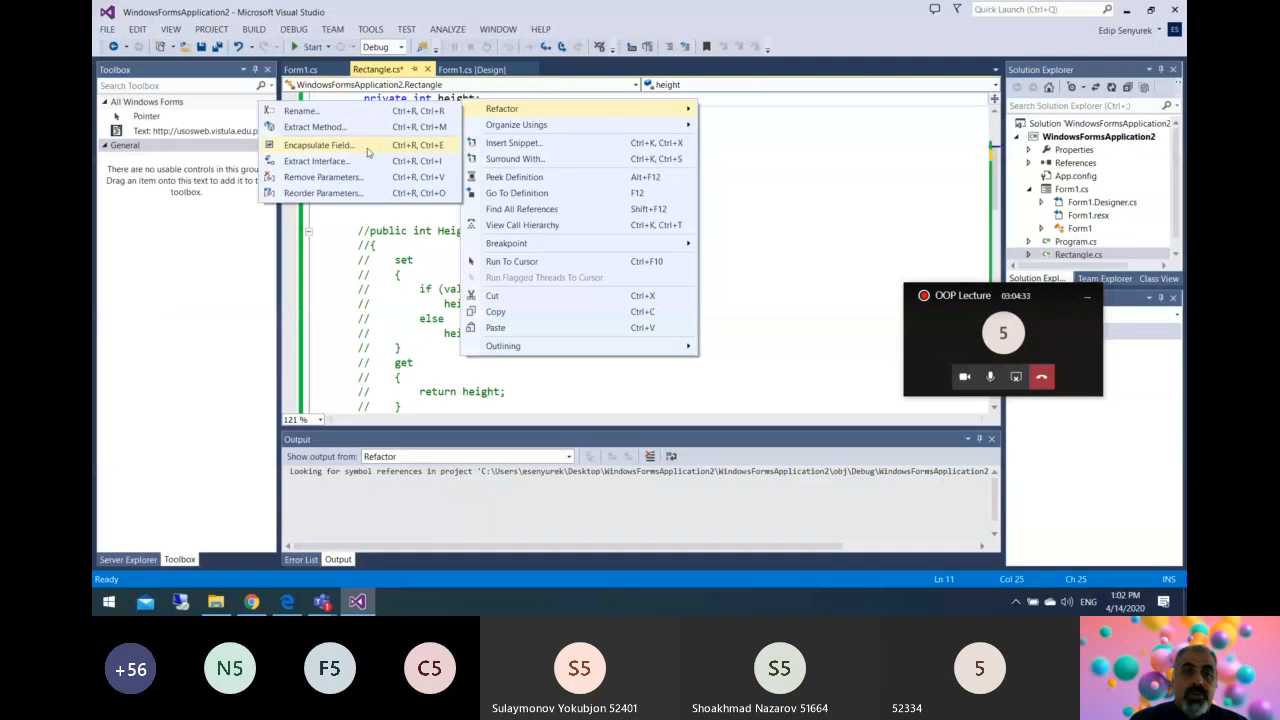 WindowsFormsApplication2 - Microsoft Visual Studio
Quick Launch (Ctrl+Q)
FILE EDIT VIEW PROJECT BUILD DEBUG TEAM TOOLS TEST ANALYZE WINDOW HELP
Edip Senyurek ES
Start Debug
Toolbox
Search Toolbox
All Windows Forms
Pointer
Text: http://usosweb.vistula.edu.p
General
There are no usable controls in this grou
Drag an item onto this text to add it to t
toolbox.
Form1.cs Rectangle.cs* Form1.cs [Design]
WindowsFormsApplication2.Rectangle height
private int height;
Rename... Ctrl+R, Ctrl+R
Extract Method... Ctrl+R, Ctrl+M
Encapsulate Field... Ctrl+R, Ctrl+E
Extract Interface... Ctrl+R, Ctrl+I
Remove Parameters... Ctrl+R, Ctrl+V
Reorder Parameters... Ctrl+R, Ctrl+O
Refactor
Organize Usings
Insert Snippet... Ctrl+K, Ctrl+X
Surround With... Ctrl+K, Ctrl+S
Peek Definition Alt+F12
Go To Definition F12
Find All References Shift+F12
View Call Hierarchy Ctrl+K, Ctrl+T
Breakpoint
Run To Cursor Ctrl+F10
Run Flagged Threads To Cursor
Cut Ctrl+X
Copy Ctrl+C
Paste Ctrl+V
Outlining
//public int Heig
//{
// set
// {
// if (val
// hei
// else
// hei
// }
// get
// {
// return height;
// }
121 %
Output
Show output from: Refactor
Looking for symbol references in project 'C:\Users\esenyurek\Desktop\WindowsFormsApplication2\WindowsFormsApplication2\obj\Debug\WindowsFormsApplication2
Server Explorer Toolbox
Error List Output
Solution Explorer
Search Solution Explorer (Ctrl+;)
Solution 'WindowsFormsApplication2'
WindowsFormsApplication2
Properties
References
App.config
Form1.cs
Form1.Designer.cs
Form1.resx
Form1
Program.cs
Rectangle.cs
Solution Expl... Team Explorer Class View
OOP Lecture 03:04:33
5
Ready
Ln 11 Col 25 Ch 25 INS
ENG
1:02 PM
4/14/2020
+56
N5
F5
C5
S5
Sulaymonov Yokubjon 52401
S5
Shoakhmad Nazarov 51664
5
52334